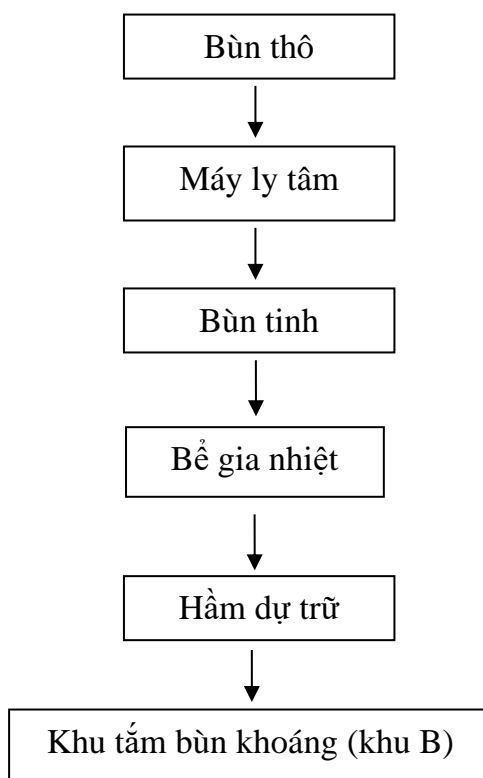 Bùn thô
Máy ly tâm
Bùn tinh
Bể gia nhiệt
Hầm dự trữ
Khu tắm bùn khoáng (khu B)